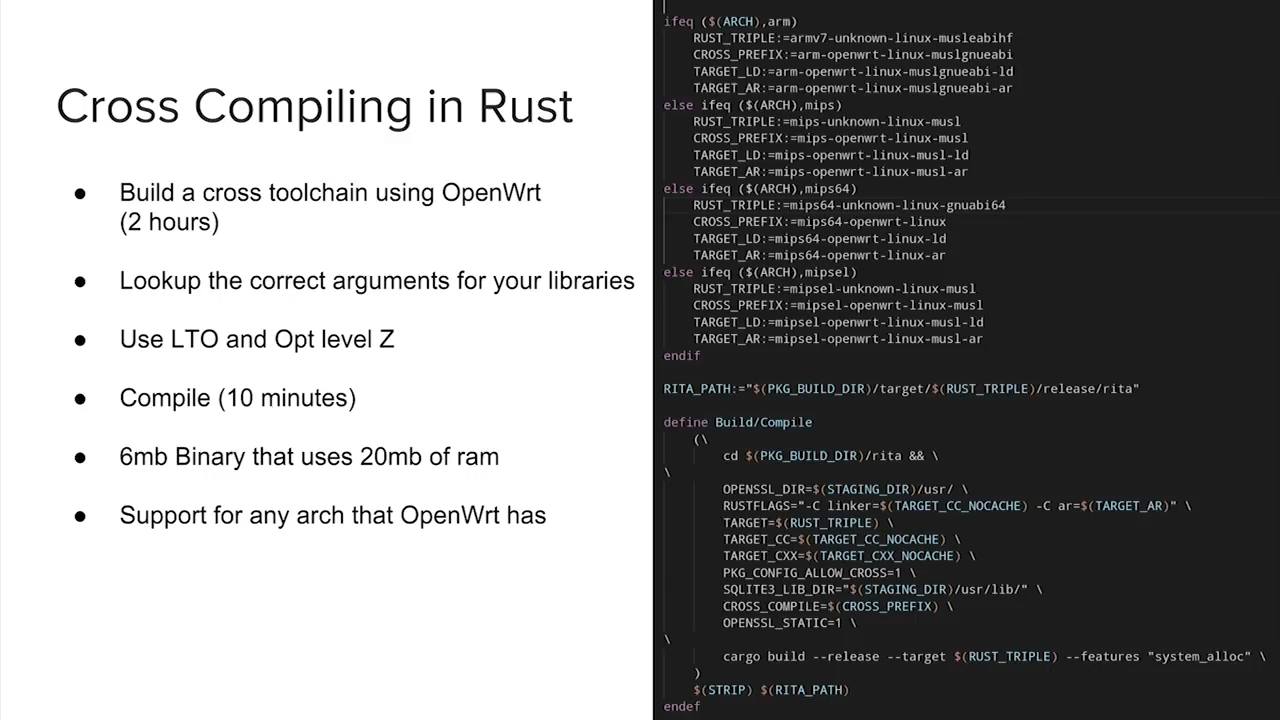 Cross Compiling in Rust
● Build a cross toolchain using OpenWrt
(2 hours)
● Lookup the correct arguments for your libraries
● Use LTO and Opt level Z
● Compile (10 minutes)
● 6mb Binary that uses 20mb of ram
● Support for any arch that OpenWrt has
ifeq ($(ARCH),arm)
    RUST_TRIPLE:=armv7-unknown-linux-musleabihf
    CROSS_PREFIX:=arm-openwrt-linux-muslgnueabi
    TARGET_LD:=arm-openwrt-linux-muslgnueabi-ld
    TARGET_AR:=arm-openwrt-linux-muslgnueabi-ar
else ifeq ($(ARCH),mips)
    RUST_TRIPLE:=mips-unknown-linux-musl
    CROSS_PREFIX:=mips-openwrt-linux-musl
    TARGET_LD:=mips-openwrt-linux-musl-ld
    TARGET_AR:=mips-openwrt-linux-musl-ar
else ifeq ($(ARCH),mips64)
    RUST_TRIPLE:=mips64-unknown-linux-gnuabi64
    CROSS_PREFIX:=mips64-openwrt-linux
    TARGET_LD:=mips64-openwrt-linux-ld
    TARGET_AR:=mips64-openwrt-linux-ar
else ifeq ($(ARCH),mipsel)
    RUST_TRIPLE:=mipsel-unknown-linux-musl
    CROSS_PREFIX:=mipsel-openwrt-linux-musl
    TARGET_LD:=mipsel-openwrt-linux-musl-ld
    TARGET_AR:=mipsel-openwrt-linux-musl-ar
endif
RITA_PATH:="$(PKG_BUILD_DIR)/target/$(RUST_TRIPLE)/release/rita"
define Build/Compile
    (\
        cd $(PKG_BUILD_DIR)/rita && \
\
        OPENSSL_DIR=$(STAGING_DIR)/usr/ \
        RUSTFLAGS="-C linker=$(TARGET_CC_NOCACHE) -C ar=$(TARGET_AR)" \
        TARGET=$(RUST_TRIPLE) \
        TARGET_CC=$(TARGET_CC_NOCACHE) \
        TARGET_CXX=$(TARGET_CXX_NOCACHE) \
        PKG_CONFIG_ALLOW_CROSS=1 \
        SQLITE3_LIB_DIR="$(STAGING_DIR)/usr/lib/" \
        CROSS_COMPILE=$(CROSS_PREFIX) \
        OPENSSL_STATIC=1 \
\
        cargo build --release --target $(RUST_TRIPLE) --features "system_alloc" \
    )
    $(STRIP) $(RITA_PATH)
endef